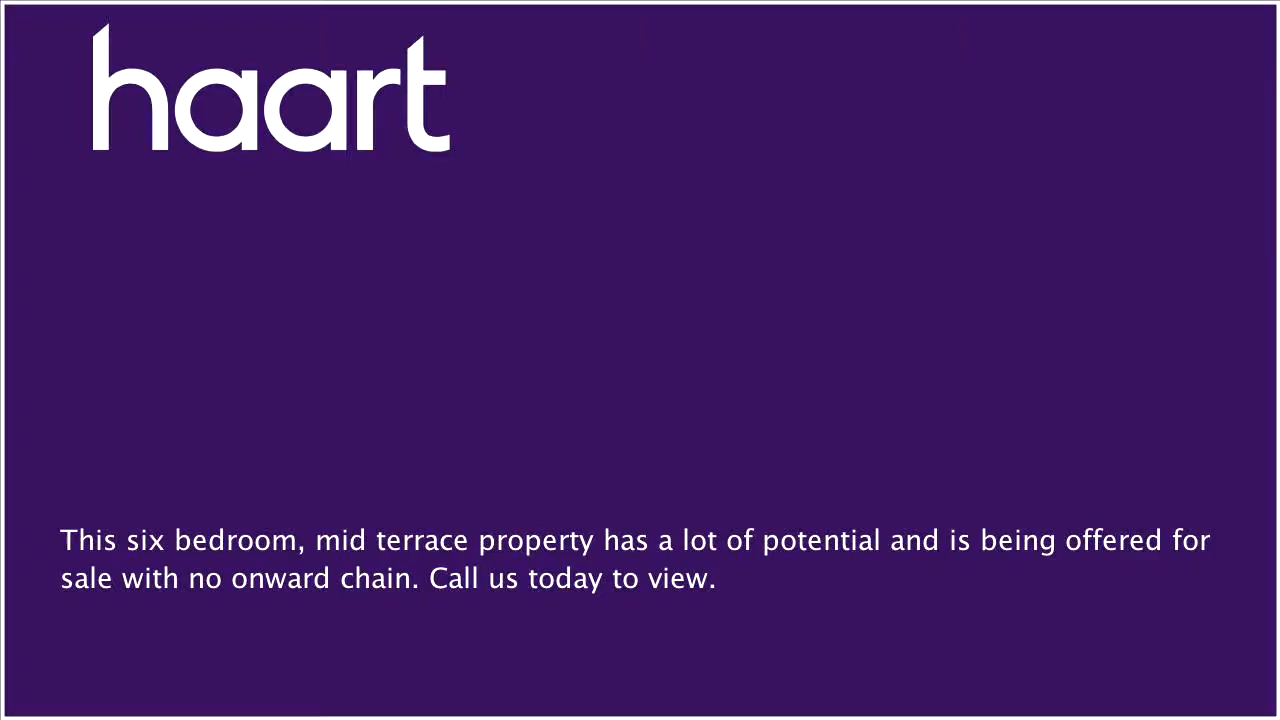 haart
This six bedroom, mid terrace property has a lot of potential and is being offered for
sale with no onward chain. Call us today to view.